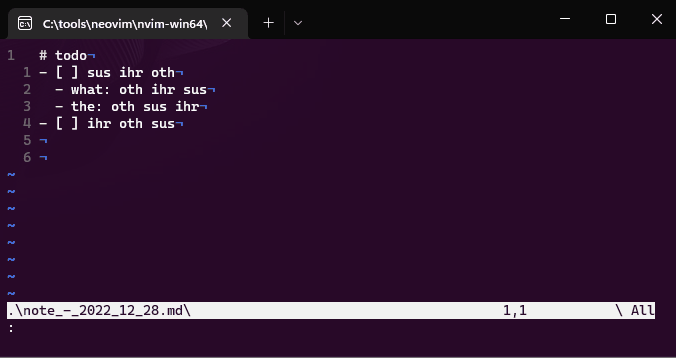 C:\tools\neovim\nvim-win64\
1 # todo¬
1 - [ ] sus ihr oth¬
2 - what: oth ihr sus¬
3 - the: oth sus ihr¬
4 - [ ] ihr oth sus¬
5 ¬
6 ¬
~
~
~
~
~
~
~
~
.\note_-_2022_12_28.md\ 1,1 \ All
: